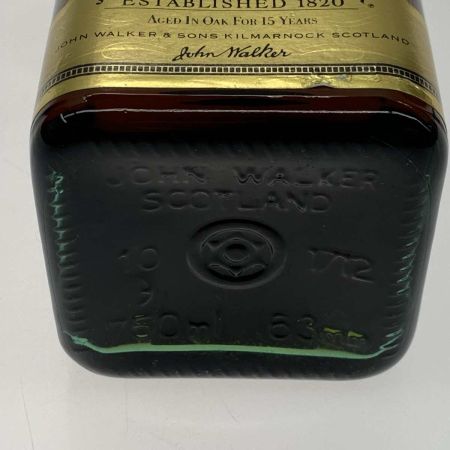 ESTABLISHED 1820
AGED IN OAK FOR 15 YEARS
JOHN WALKER & SONS KILMARNOCK SCOTLAND
John Walker
JOHN WALKER
SCOTLAND
10 1712
750ml 63mm